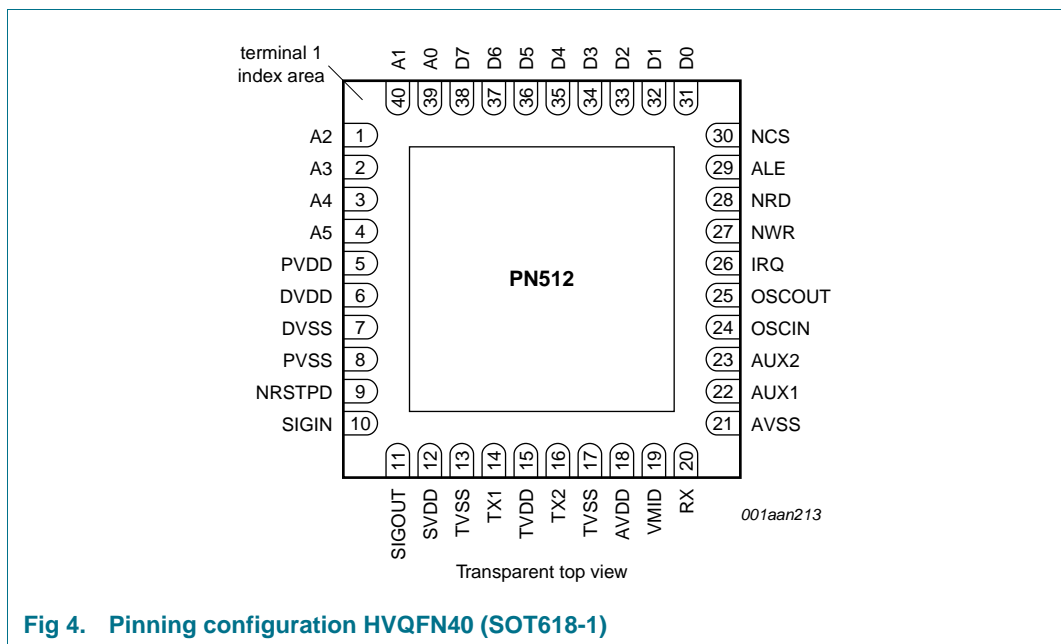 terminal 1
index area
A1 A0 D7 D6 D5 D4 D3 D2 D1 D0
40 39 38 37 36 35 34 33 32 31
A2 1
A3 2
A4 3
A5 4
PVDD 5
DVDD 6
DVSS 7
PVSS 8
NRSTPD 9
SIGIN 10
PN512
30 NCS
29 ALE
28 NRD
27 NWR
26 IRQ
25 OSCOUT
24 OSCIN
23 AUX2
22 AUX1
21 AVSS
11 12 13 14 15 16 17 18 19 20
SIGOUT SVDD TVSS TX1 TVDD TX2 TVSS AVDD VMID RX
001aan213
Transparent top view
Fig 4. Pinning configuration HVQFN40 (SOT618-1)